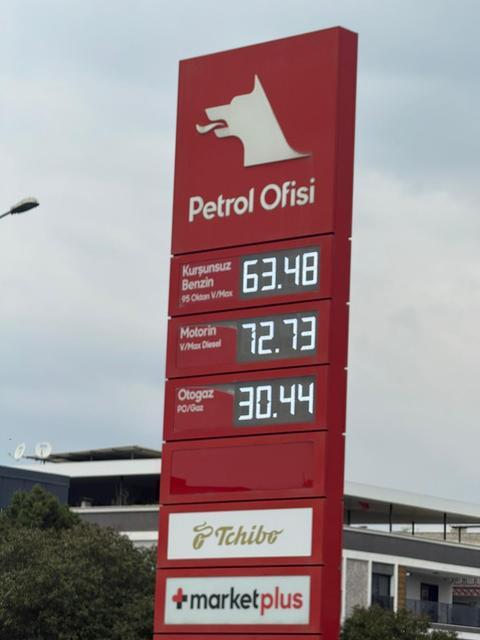 Petrol Ofisi
Kurşunsuz
Benzin
95 Oktan V/Max
63.48
Motorin
V/Max Diesel
72.73
Otogaz
PO/Gaz
30.44
Tchibo
+marketplus